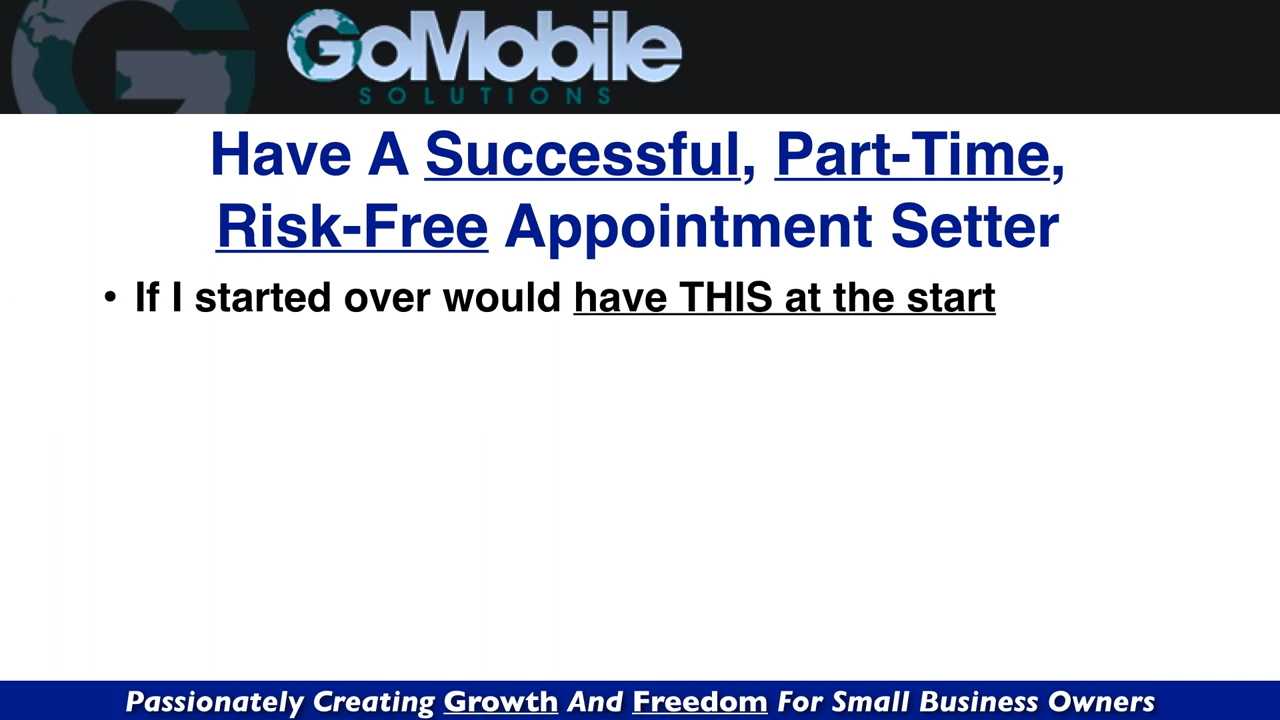 GoMobile
SOLUTIONS
Have A Successful, Part-Time,
Risk-Free Appointment Setter
• If I started over would have THIS at the start
Passionately Creating Growth And Freedom For Small Business Owners